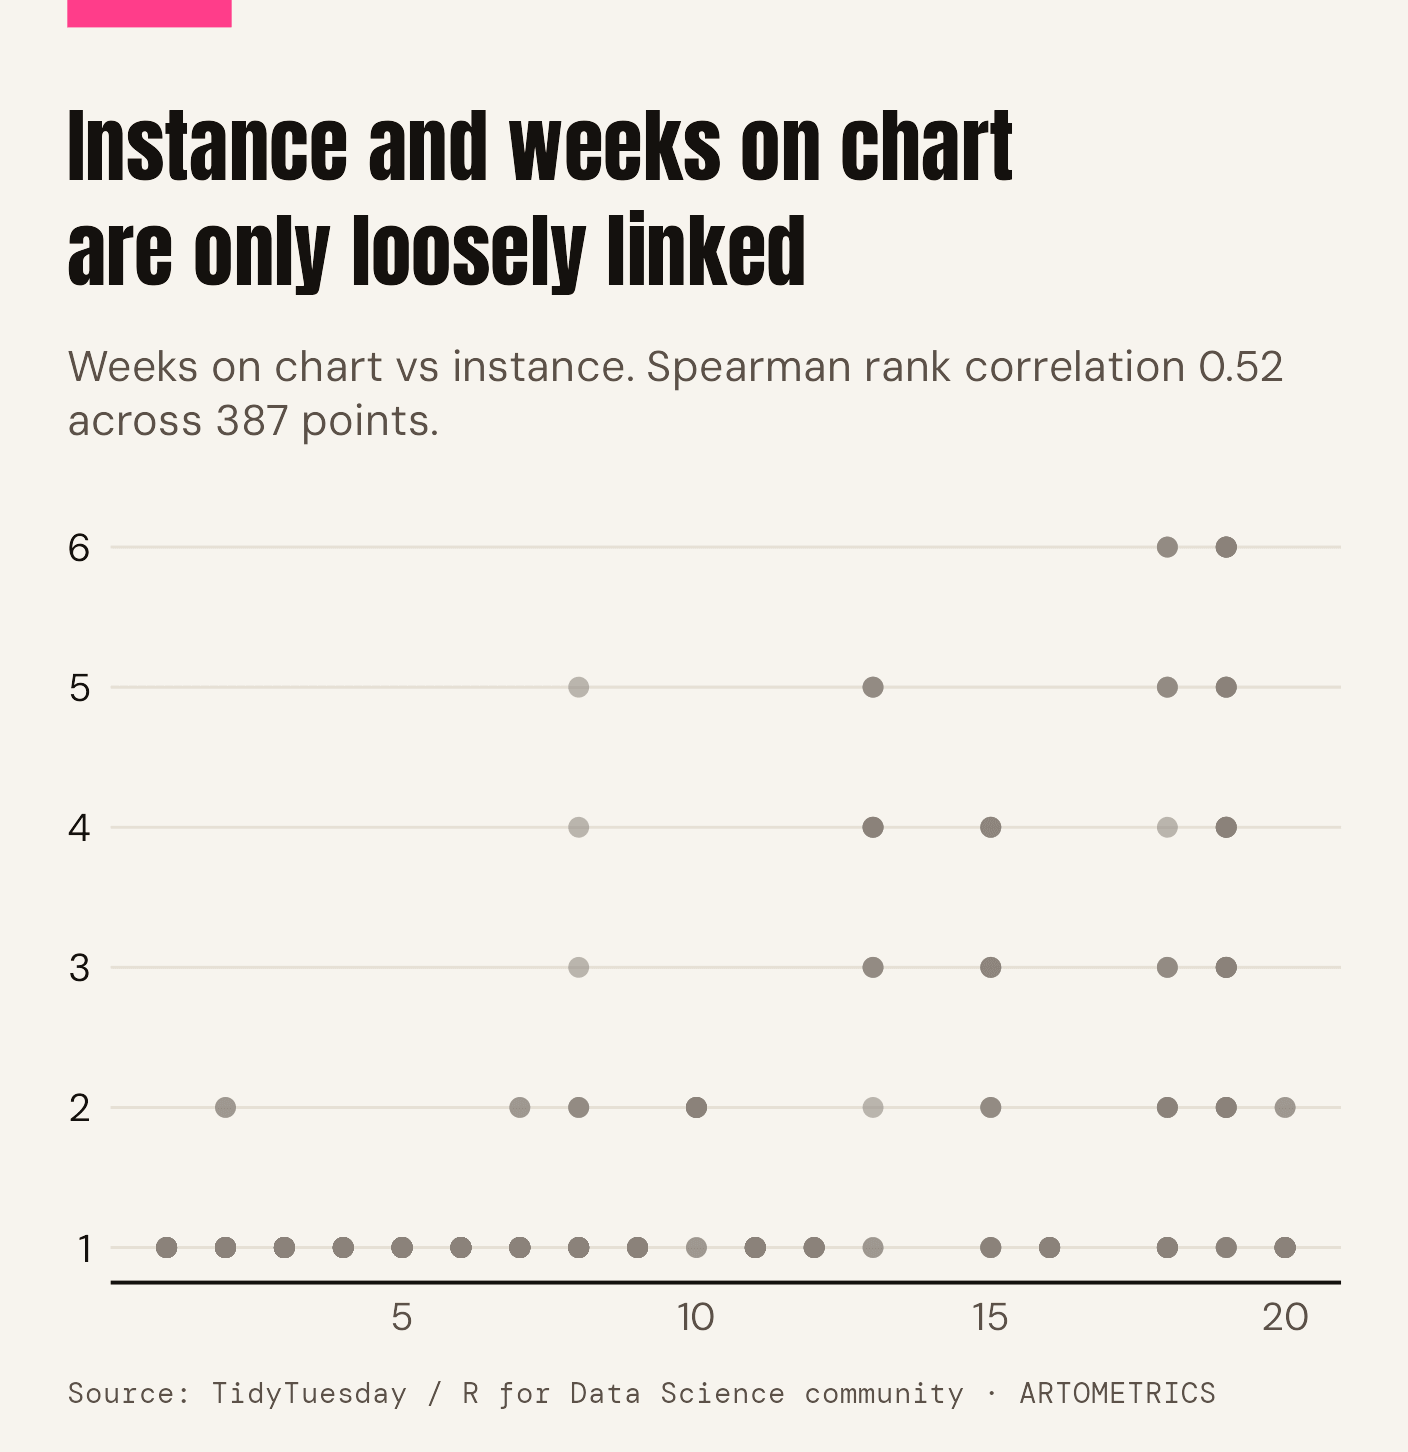 Instance and weeks on chart
are only loosely linked
Weeks on chart vs instance. Spearman rank correlation 0.52
across 387 points.
6
5
4
3
2
1
5 10 15 20
Source: TidyTuesday / R for Data Science community · ARTOMETRICS